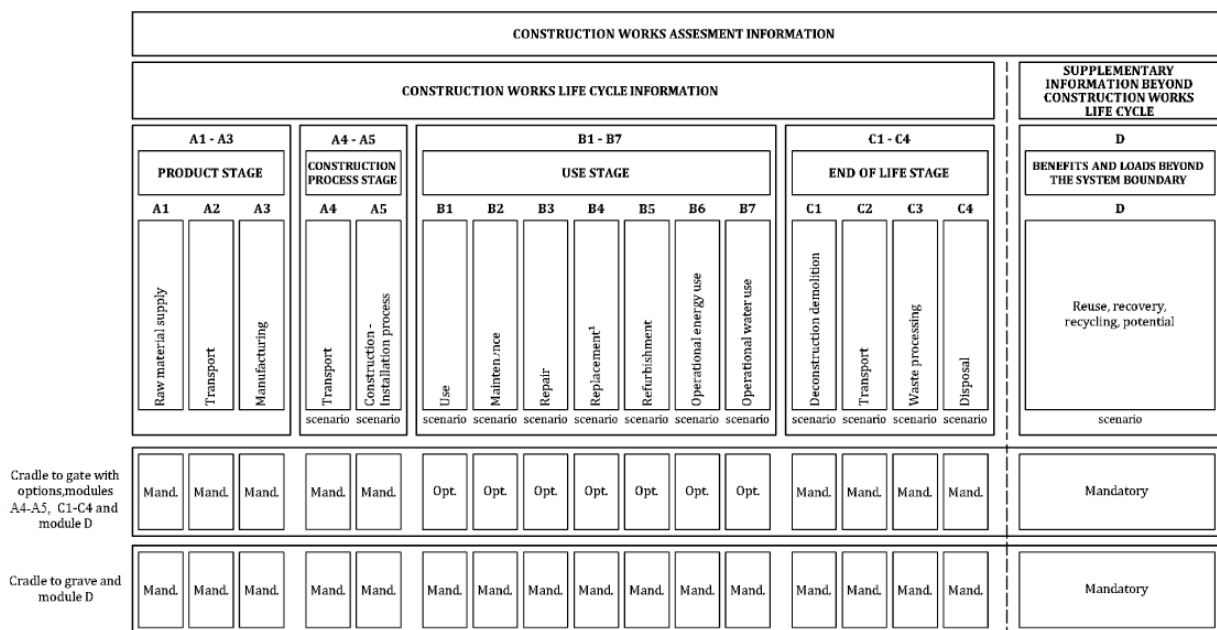 CONSTRUCTION WORKS ASSESMENT INFORMATION
CONSTRUCTION WORKS LIFE CYCLE INFORMATION
SUPPLEMENTARY
INFORMATION BEYOND
CONSTRUCTION WORKS
LIFE CYCLE
A1 - A3
A4 - A5
B1 - B7
C1 - C4
D
PRODUCT STAGE
CONSTRUCTION
PROCESS STAGE
USE STAGE
END OF LIFE STAGE
BENEFITS AND LOADS BEYOND
THE SYSTEM BOUNDARY
A1 A2 A3 A4 A5 B1 B2 B3 B4 B5 B6 B7 C1 C2 C3 C4 D
Raw material supply
Transport
Manufacturing
Transport
Construction -
Installation process
Use
Maintenance
Repair
Replacement¹
Refurbishment
Operational energy use
Operational water use
Deconstruction demolition
Transport
Waste processing
Disposal
Reuse, recovery,
recycling, potential
scenario scenario scenario scenario scenario scenario scenario scenario scenario scenario scenario scenario scenario scenario
Cradle to gate with
options,modules
A4-A5, C1-C4 and
module D
Mand. Mand. Mand. Mand. Mand. Opt. Opt. Opt. Opt. Opt. Opt. Opt. Mand. Mand. Mand. Mand. Mandatory
Cradle to grave and
module D
Mand. Mand. Mand. Mand. Mand. Mand. Mand. Mand. Mand. Mand. Mand. Mand. Mand. Mand. Mand. Mand. Mandatory